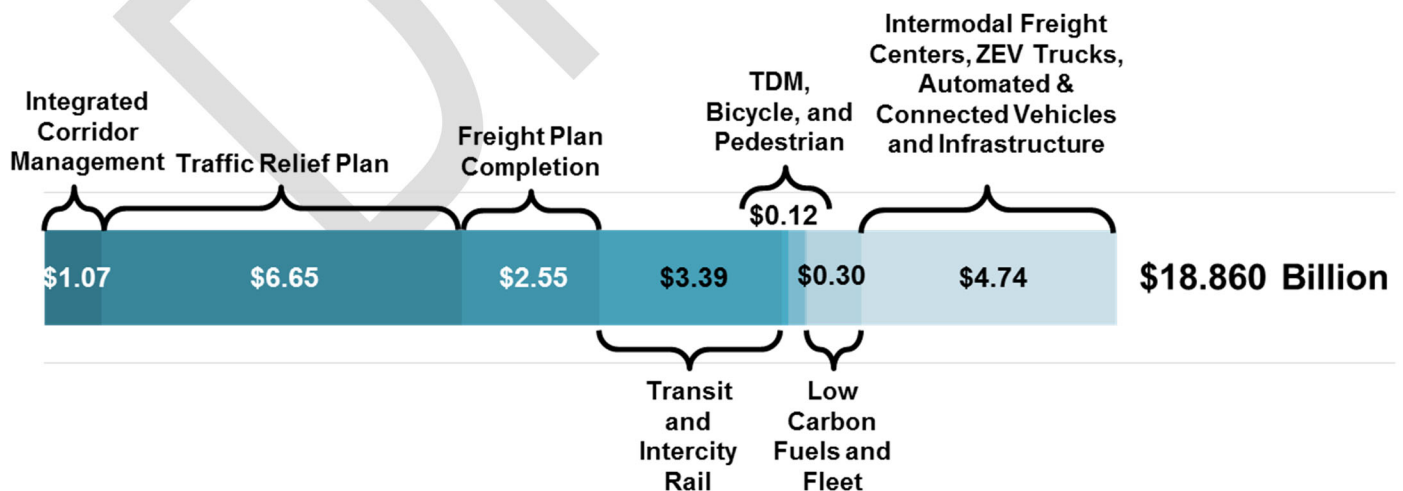 Integrated
Corridor
Management
Traffic Relief Plan
Freight Plan
Completion
TDM,
Bicycle, and
Pedestrian
Intermodal Freight
Centers, ZEV Trucks,
Automated &
Connected Vehicles
and Infrastructure
$0.12
$1.07
$6.65
$2.55
$3.39
$0.30
$4.74
$18.860 Billion
Transit
and
Intercity
Rail
Low
Carbon
Fuels and
Fleet